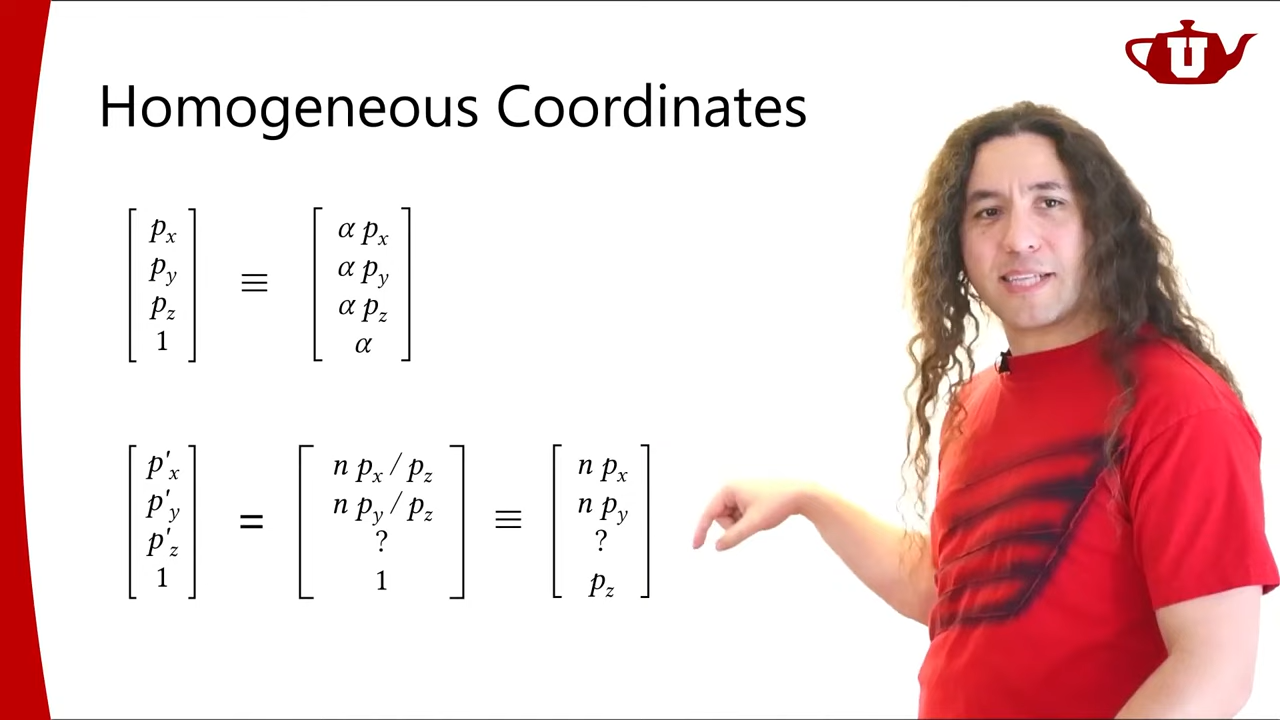 U
Homogeneous Coordinates
[p_x] ≡ [α p_x]
[p_y] [α p_y]
[p_z] [α p_z]
[1] [α]
[p'_x] = [n p_x / p_z] ≡ [n p_x]
[p'_y] [n p_y / p_z] [n p_y]
[p'_z] [?] [?]
[1] [1] [p_z]